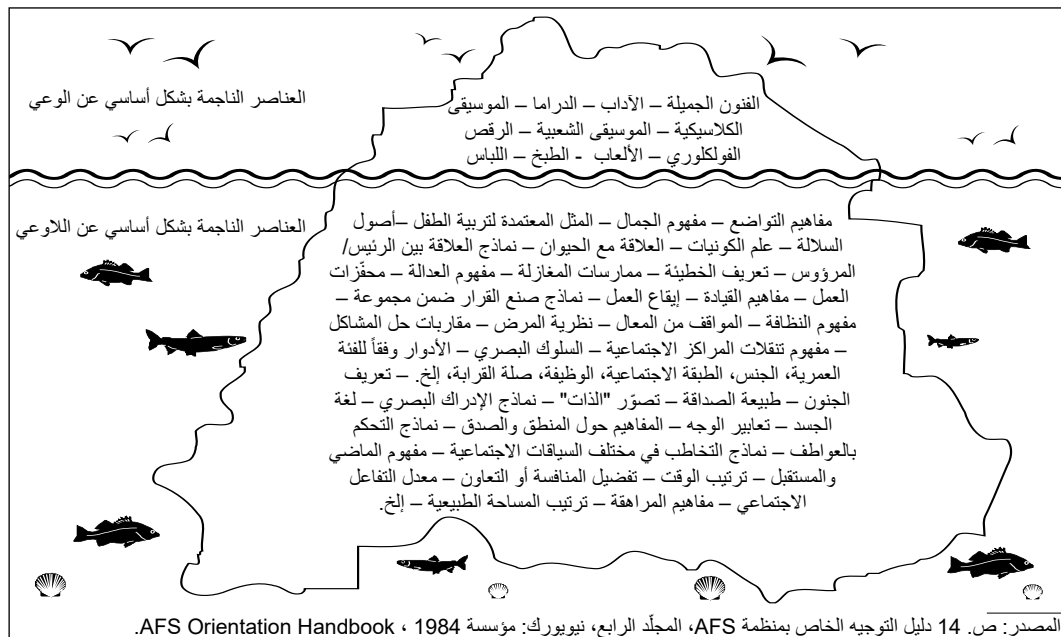 العناصر الناجمة بشكل أساسي عن الوعي
الفنون الجميلة – الآداب – الدراما – الموسيقى
الكلاسيكية – الموسيقى الشعبية – الرقص
الفولكلوري – الألعاب - الطبخ – اللباس
العناصر الناجمة بشكل أساسي عن اللاوعي
مفاهيم التواضع – مفهوم الجمال – المثل المعتمدة لتربية الطفل –أصول
السلالة – علم الكونيات – العلاقة مع الحيوان – نماذج العلاقة بين الرئيس/
المرؤوس – تعريف الخطيئة – ممارسات المغازلة – مفهوم العدالة – محفّزات
العمل – مفاهيم القيادة – إيقاع العمل – نماذج صنع القرار ضمن مجموعة –
مفهوم النظافة – المواقف من المعال – نظرية المرض – مقاربات حل المشاكل
– مفهوم تنقلات المراكز الاجتماعية – السلوك البصري – الأدوار وفقاً للفئة
العمرية، الجنس، الطبقة الاجتماعية، الوظيفة، صلة القرابة، إلخ. – تعريف
الجنون – طبيعة الصداقة – تصوّر "الذات" – نماذج الإدراك البصري – لغة
الجسد – تعابير الوجه – المفاهيم حول المنطق والصدق – نماذج التحكم
بالعواطف – نماذج التخاطب في مختلف السياقات الاجتماعية – مفهوم الماضي
والمستقبل – ترتيب الوقت – تفضيل المنافسة أو التعاون – معدل التفاعل
الاجتماعي – مفاهيم المراهقة – ترتيب المساحة الطبيعية – إلخ.
المصدر: ص. 14 دليل التوجيه الخاص بمنظمة AFS، المجلّد الرابع، نيويورك: مؤسسة AFS Orientation Handbook ، 1984.